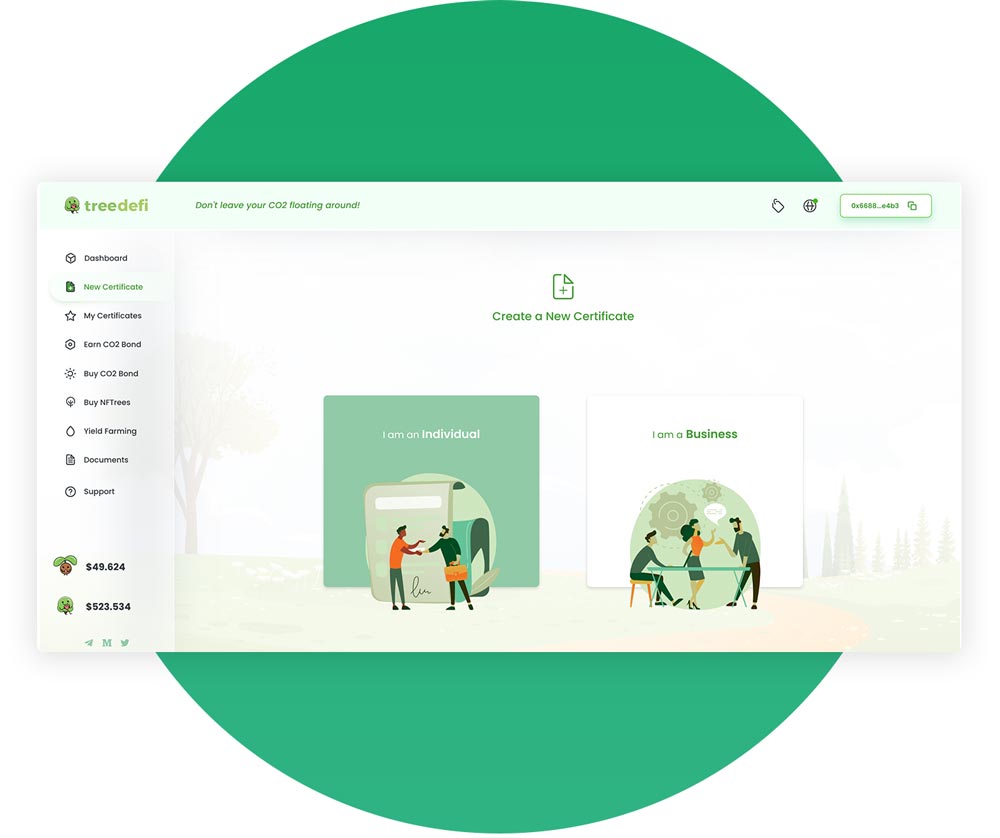 treedefi
Don't leave your CO2 floating around!
0x6688...e4b3
Dashboard
New Certificate
My Certificates
Earn CO2 Bond
Buy CO2 Bond
Buy NFTrees
Yield Farming
Documents
Support
$49.624
$523.534
Create a New Certificate
I am an Individual
I am a Business